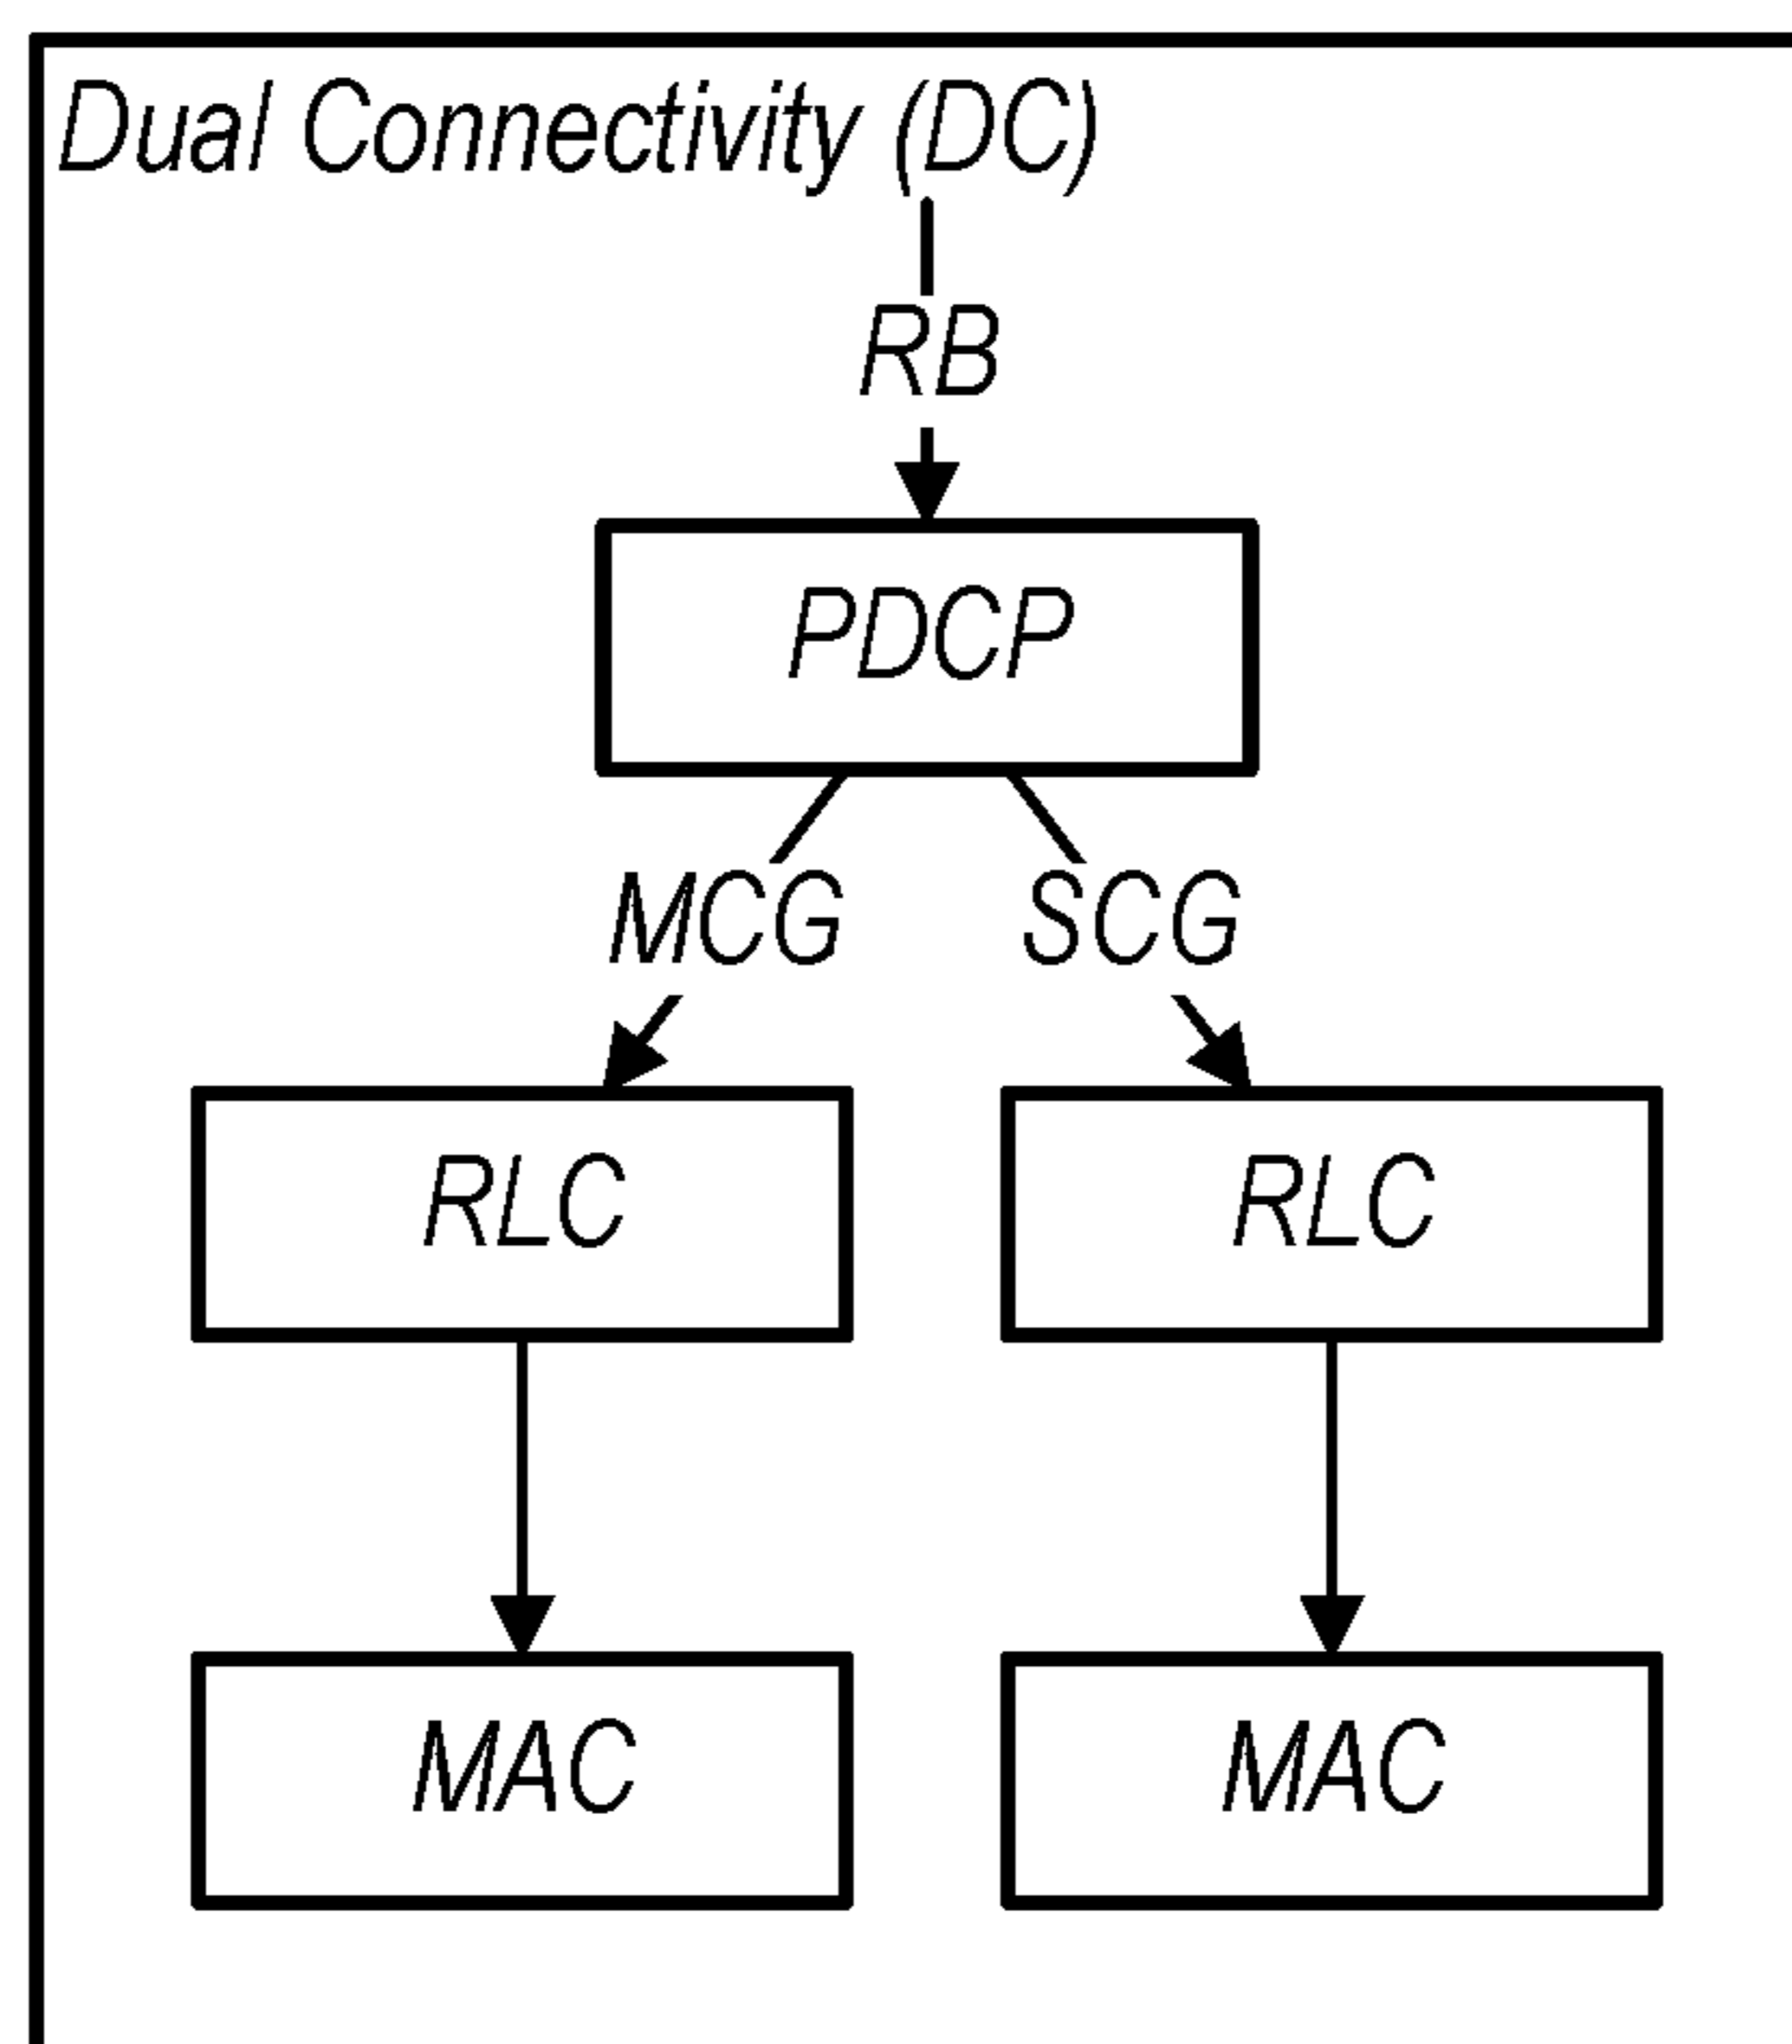 Dual Connectivity (DC)
RB
PDCP
MCG SCG
RLC RLC
MAC MAC